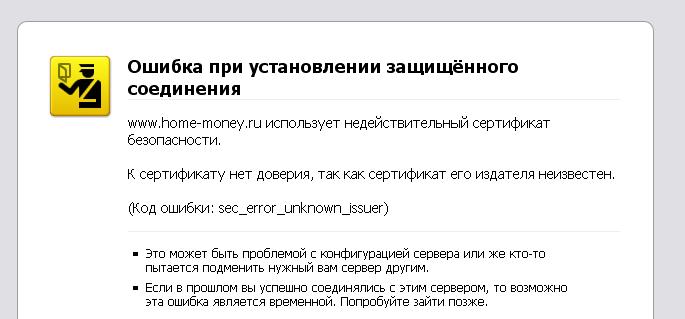 Ошибка при установлении защищённого
соединения
www.home-money.ru использует недействительный сертификат
безопасности.
К сертификату нет доверия, так как сертификат его издателя неизвестен.
(Код ошибки: sec_error_unknown_issuer)
Это может быть проблемой с конфигурацией сервера или же кто-то
пытается подменить нужный вам сервер другим.
Если в прошлом вы успешно соединялись с этим сервером, то возможно
эта ошибка является временной. Попробуйте зайти позже.